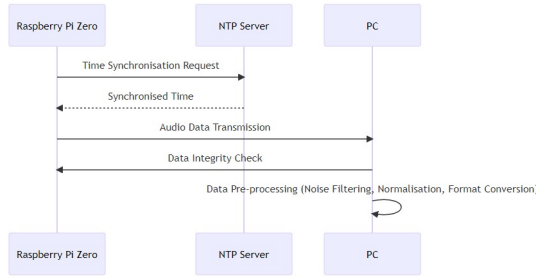 Raspberry Pi Zero
NTP Server
PC
Time Synchronisation Request
Synchronised Time
Audio Data Transmission
Data Integrity Check
Data Pre-processing (Noise Filtering, Normalisation, Format Conversion)
Raspberry Pi Zero
NTP Server
PC